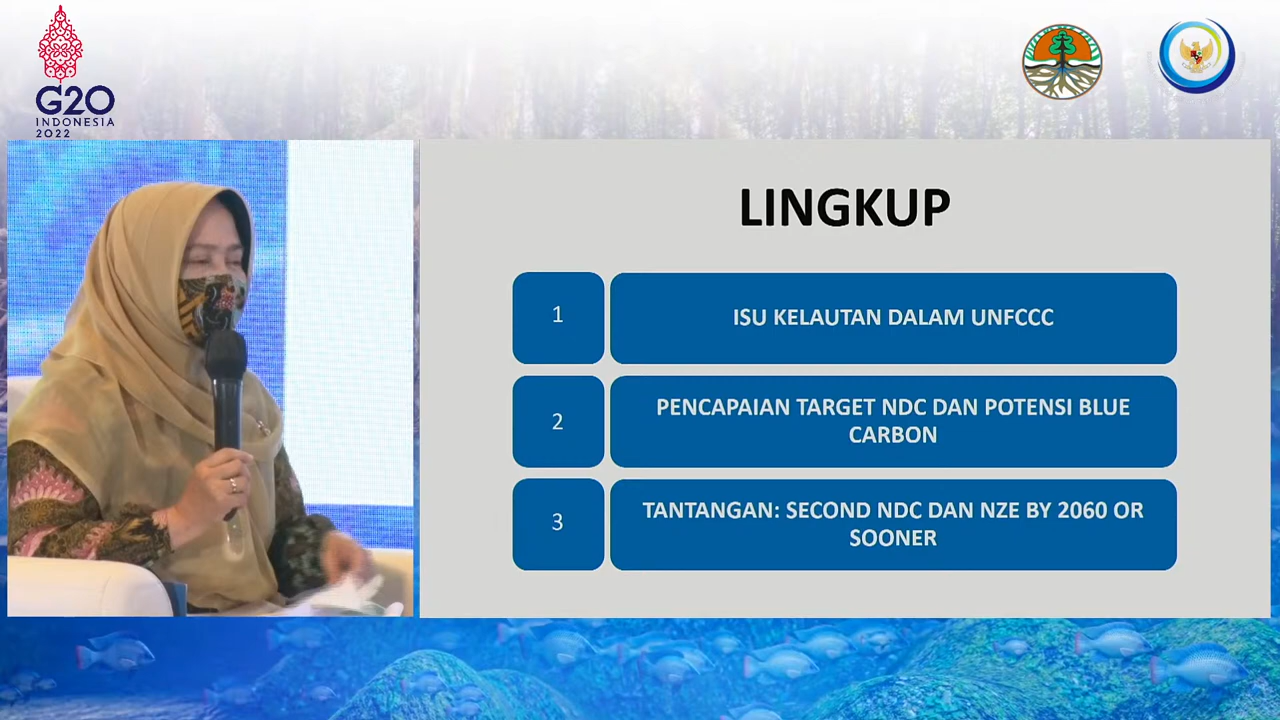 G20
INDONESIA
2022
LINGKUP
1
ISU KELAUTAN DALAM UNFCCC
2
PENCAPAIAN TARGET NDC DAN POTENSI BLUE
CARBON
3
TANTANGAN: SECOND NDC DAN NZE BY 2060 OR
SOONER